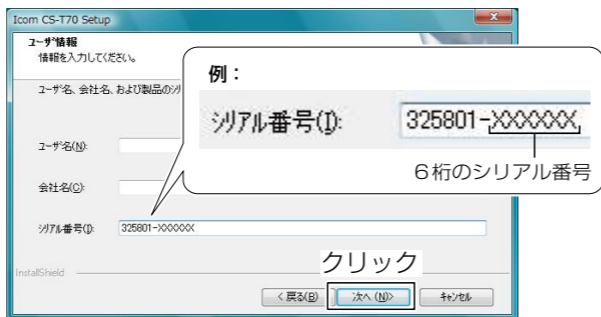 Icom CS-T70 Setup
ユーザ情報
情報を入力してください。
ユーザ名、会社名、および製品のシリ
ユーザ名(N):
会社名(C):
シリアル番号(I):
325801-XXXXXX
例：
シリアル番号(I):
325801-XXXXXX
6桁のシリアル番号
クリック
InstallShield
< 戻る(B)
次へ (N)>
キャンセル